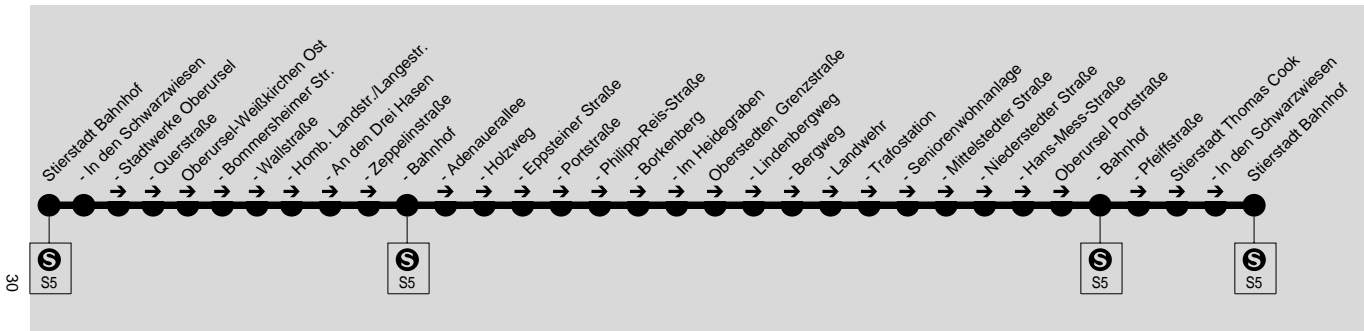 Stierstadt Bahnhof
- In den Schwarzwiesen
- Stadtwerke Oberursel
- Querstraße
Oberursel-Weißkirchen Ost
- Bommersheimer Str.
- Wallstraße
- Homb. Landstr./Langestr.
- An den Drei Hasen
- Zeppelinstraße
- Bahnhof
- Adenauerallee
- Holzweg
- Eppsteiner Straße
- Portstraße
- Philipp-Reis-Straße
- Borkenberg
- Im Heidegraben
Oberstedten Grenzstraße
- Lindenbergweg
- Bergweg
- Landwehr
- Trafostation
- Seniorenwohnanlage
- Mittelstedter Straße
- Niederstedter Straße
- Hans-Mess-Straße
Oberursel Portstraße
- Bahnhof
- Pfeiffstraße
Stierstadt Thomas Cook
- In den Schwarzwiesen
Stierstadt Bahnhof
S
S5
S
S5
S
S5
S
S5
30